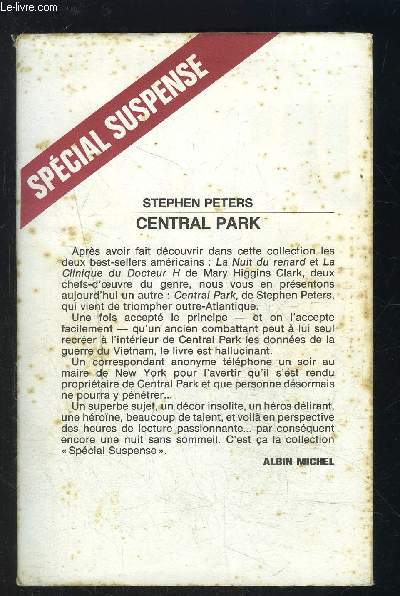 Le-livre.com
SPÉCIAL SUSPENSE
STEPHEN PETERS
CENTRAL PARK
Après avoir fait découvrir dans cette collection les
deux best-sellers américains : La Nuit du renard et La
Clinique du Docteur H de Mary Higgins Clark, deux
chefs-d'œuvre du genre, nous vous en présentons
aujourd'hui un autre : Central Park, de Stephen Peters,
qui vient de triompher outre-Atlantique.
Une fois accepté le principe — et on l'accepte
facilement — qu'un ancien combattant peut à lui seul
recréer à l'intérieur de Central Park les données de la
guerre du Vietnam, le livre est hallucinant.
Un correspondant anonyme téléphone un soir au
maire de New York pour l'avertir qu'il s'est rendu
propriétaire de Central Park et que personne désormais
ne pourra y pénétrer...
Un superbe sujet, un décor insolite, un héros délirant,
une héroïne, beaucoup de talent, et voilà en perspective
des heures de lecture passionnante... par conséquent
encore une nuit sans sommeil. C'est ça la collection
« Spécial Suspense ».
ALBIN MICHEL